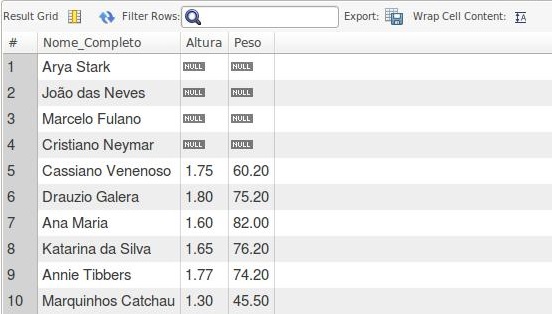 Result Grid Filter Rows: Export: Wrap Cell Content: IA
# Nome_Completo Altura Peso
1 Arya Stark NULL NULL
2 João das Neves NULL NULL
3 Marcelo Fulano NULL NULL
4 Cristiano Neymar NULL NULL
5 Cassiano Venenoso 1.75 60.20
6 Drauzio Galera 1.80 75.20
7 Ana Maria 1.60 82.00
8 Katarina da Silva 1.65 76.20
9 Annie Tibbers 1.77 74.20
10 Marquinhos Catchau 1.30 45.50